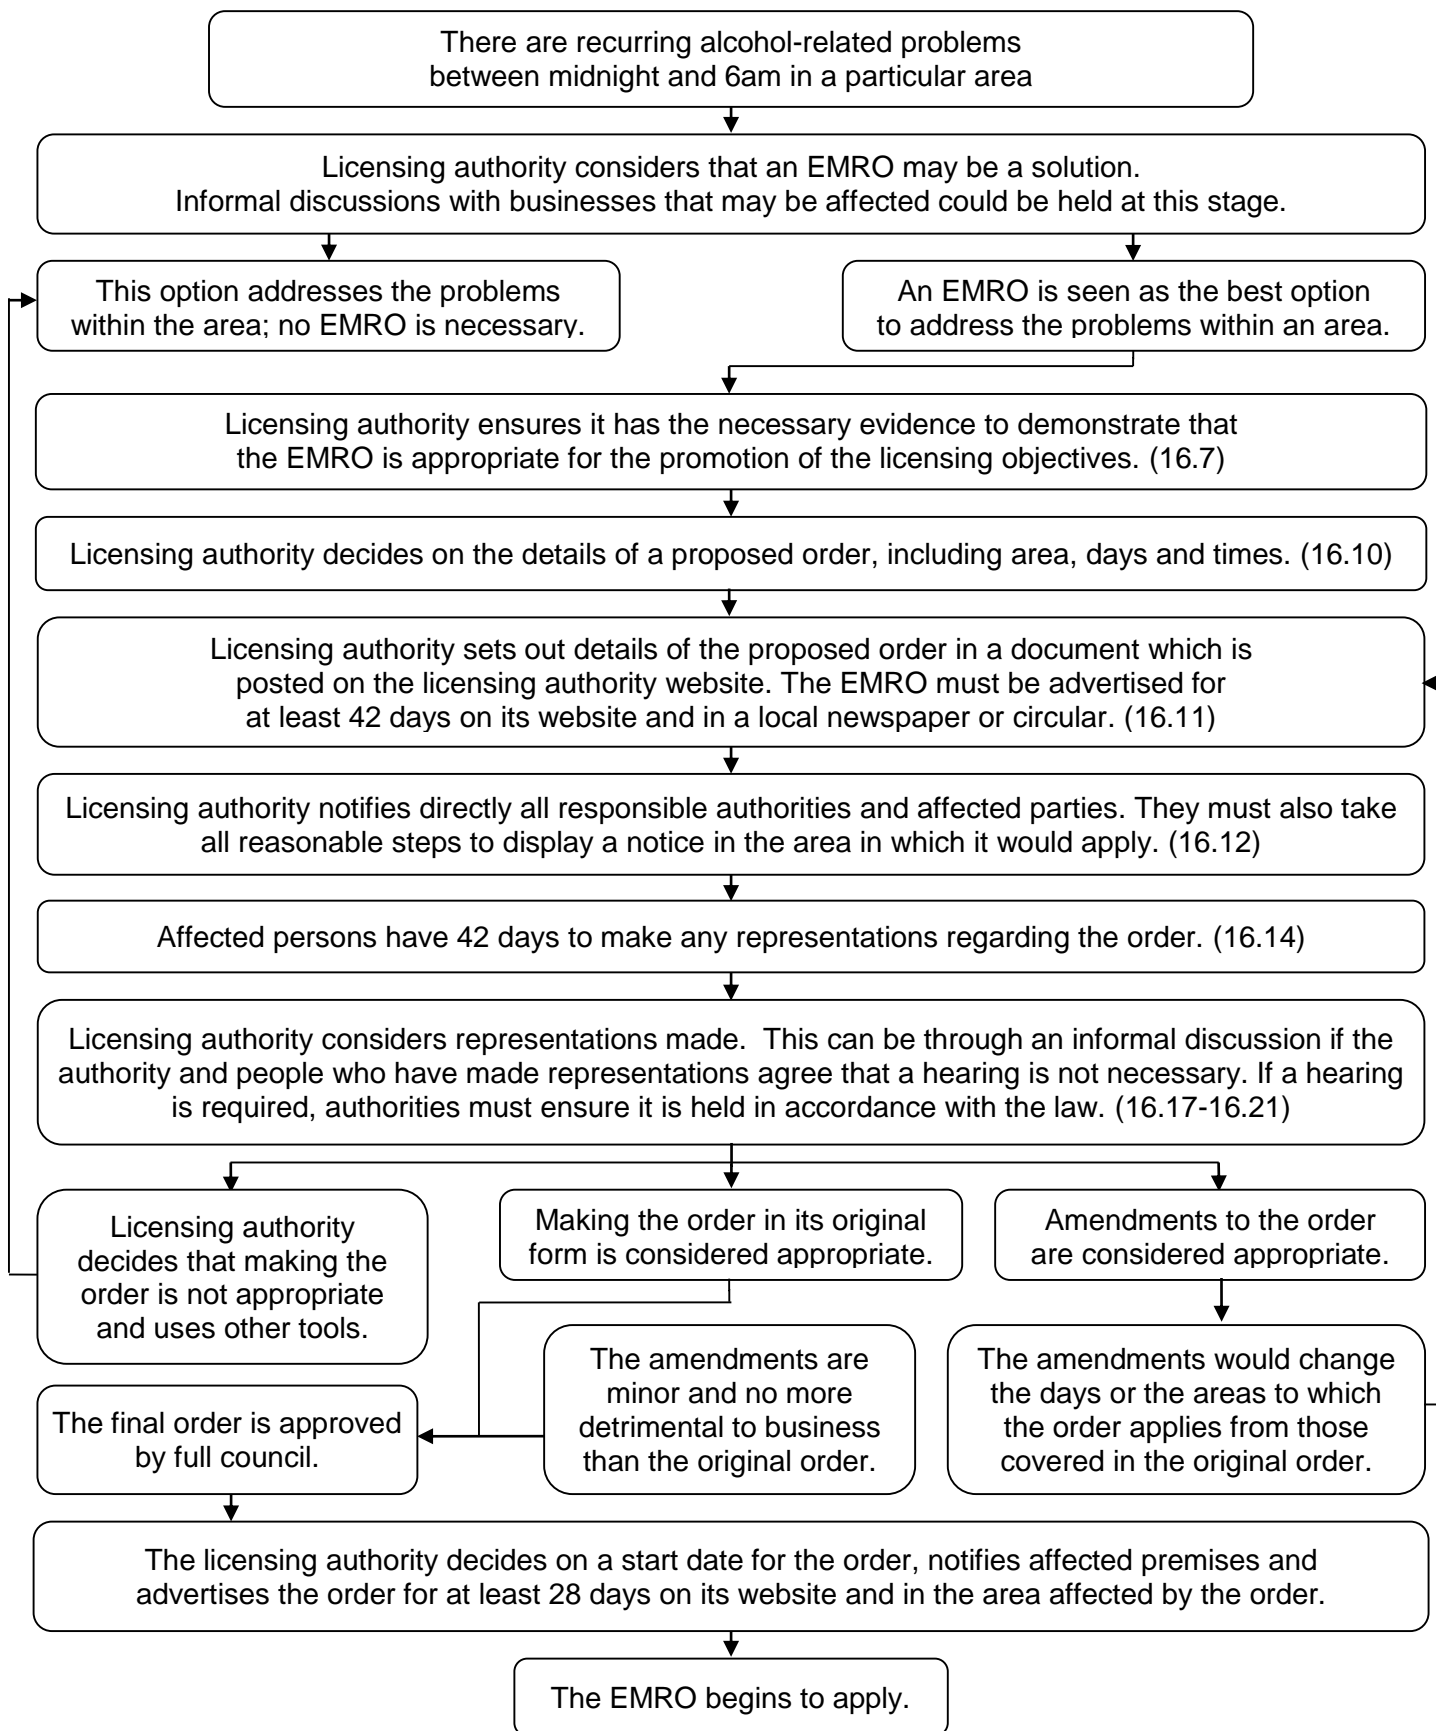 There are recurring alcohol-related problems
between midnight and 6am in a particular area
Licensing authority considers that an EMRO may be a solution.
Informal discussions with businesses that may be affected could be held at this stage.
This option addresses the problems
within the area; no EMRO is necessary.
An EMRO is seen as the best option
to address the problems within an area.
Licensing authority ensures it has the necessary evidence to demonstrate that
the EMRO is appropriate for the promotion of the licensing objectives. (16.7)
Licensing authority decides on the details of a proposed order, including area, days and times. (16.10)
Licensing authority sets out details of the proposed order in a document which is
posted on the licensing authority website. The EMRO must be advertised for
at least 42 days on its website and in a local newspaper or circular. (16.11)
Licensing authority notifies directly all responsible authorities and affected parties. They must also take
all reasonable steps to display a notice in the area in which it would apply. (16.12)
Affected persons have 42 days to make any representations regarding the order. (16.14)
Licensing authority considers representations made.  This can be through an informal discussion if the
authority and people who have made representations agree that a hearing is not necessary. If a hearing
is required, authorities must ensure it is held in accordance with the law. (16.17-16.21)
Licensing authority
decides that making the
order is not appropriate
and uses other tools.
Making the order in its original
form is considered appropriate.
Amendments to the order
are considered appropriate.
The amendments are
minor and no more
detrimental to business
than the original order.
The amendments would change
the days or the areas to which
the order applies from those
covered in the original order.
The final order is approved
by full council.
The licensing authority decides on a start date for the order, notifies affected premises and
advertises the order for at least 28 days on its website and in the area affected by the order.
The EMRO begins to apply.